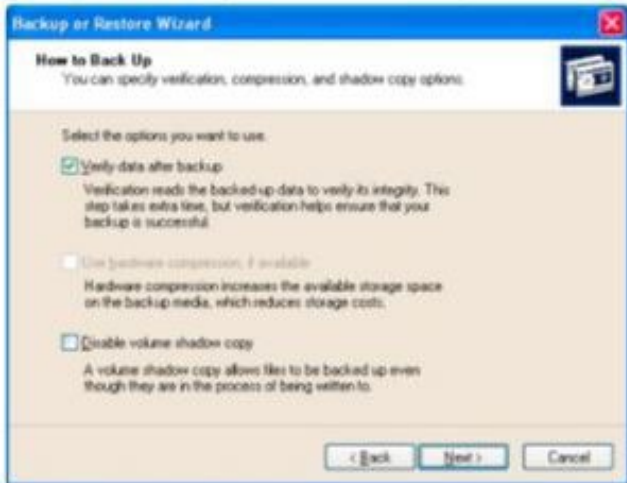 Backup or Restore Wizard
How to Back Up
You can specify verification, compression, and shadow copy options.
Select the options you want to use.
Verify data after backup
Verification reads the backed-up data to verify its integrity. This
step takes extra time, but verification helps ensure that your
backup is successful.
Use hardware compression, if available
Hardware compression increases the available storage space
on the backup media, which reduces storage costs.
Disable volume shadow copy
A volume shadow copy allows files to be backed up even
though they are in the process of being written to.
< Back
Next >
Cancel